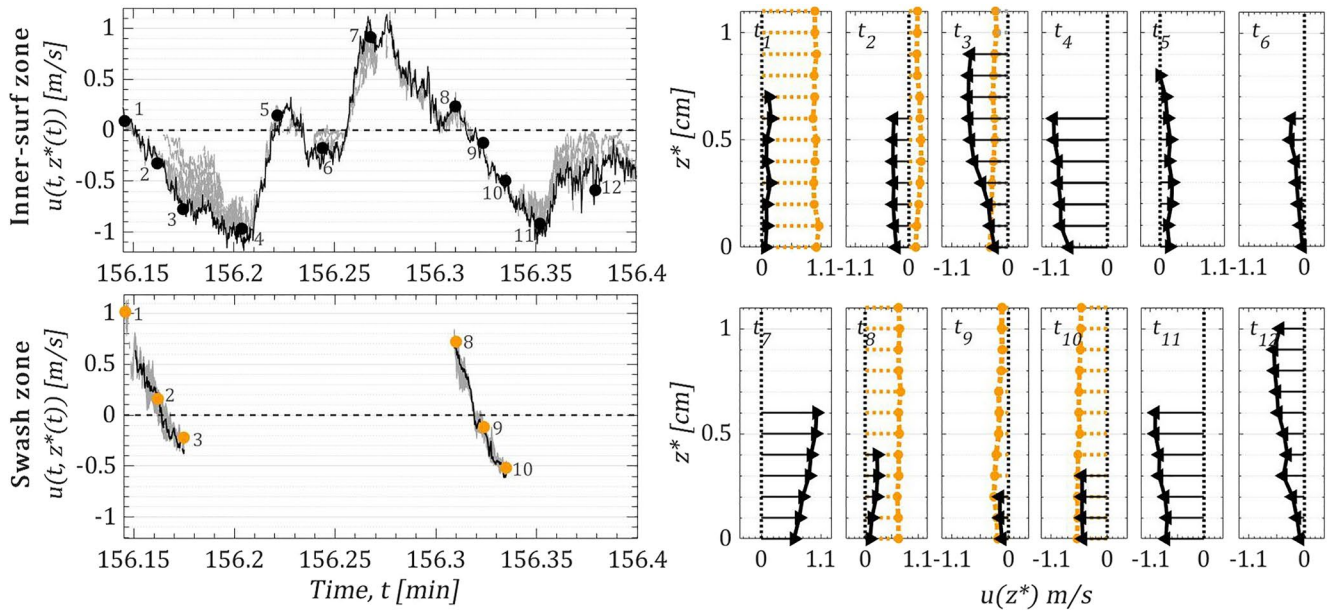 Inner-surf zone
u(t, z*(t)) [m/s]
1
0.5
0
-0.5
-1
1
2
3
4
5
6
7
8
9
10
11
12
156.15 156.2 156.25 156.3 156.35 156.4
Swash zone
u(t, z*(t)) [m/s]
1
0.5
0
-0.5
-1
1
2
3
8
9
10
156.15 156.2 156.25 156.3 156.35 156.4
Time, t [min]
z* [cm]
1
0.5
0
t1 t2 t3 t4 t5 t6
0 1.1 -1.1 0 -1.1 0 -1.1 0 0 1.1 -1.1 0
z* [cm]
1
0.5
0
t7 t8 t9 t10 t11 t12
0 1.1 0 1.1 -1.1 0 -1.1 0 -1.1 0 -1.1 0
u(z*) m/s